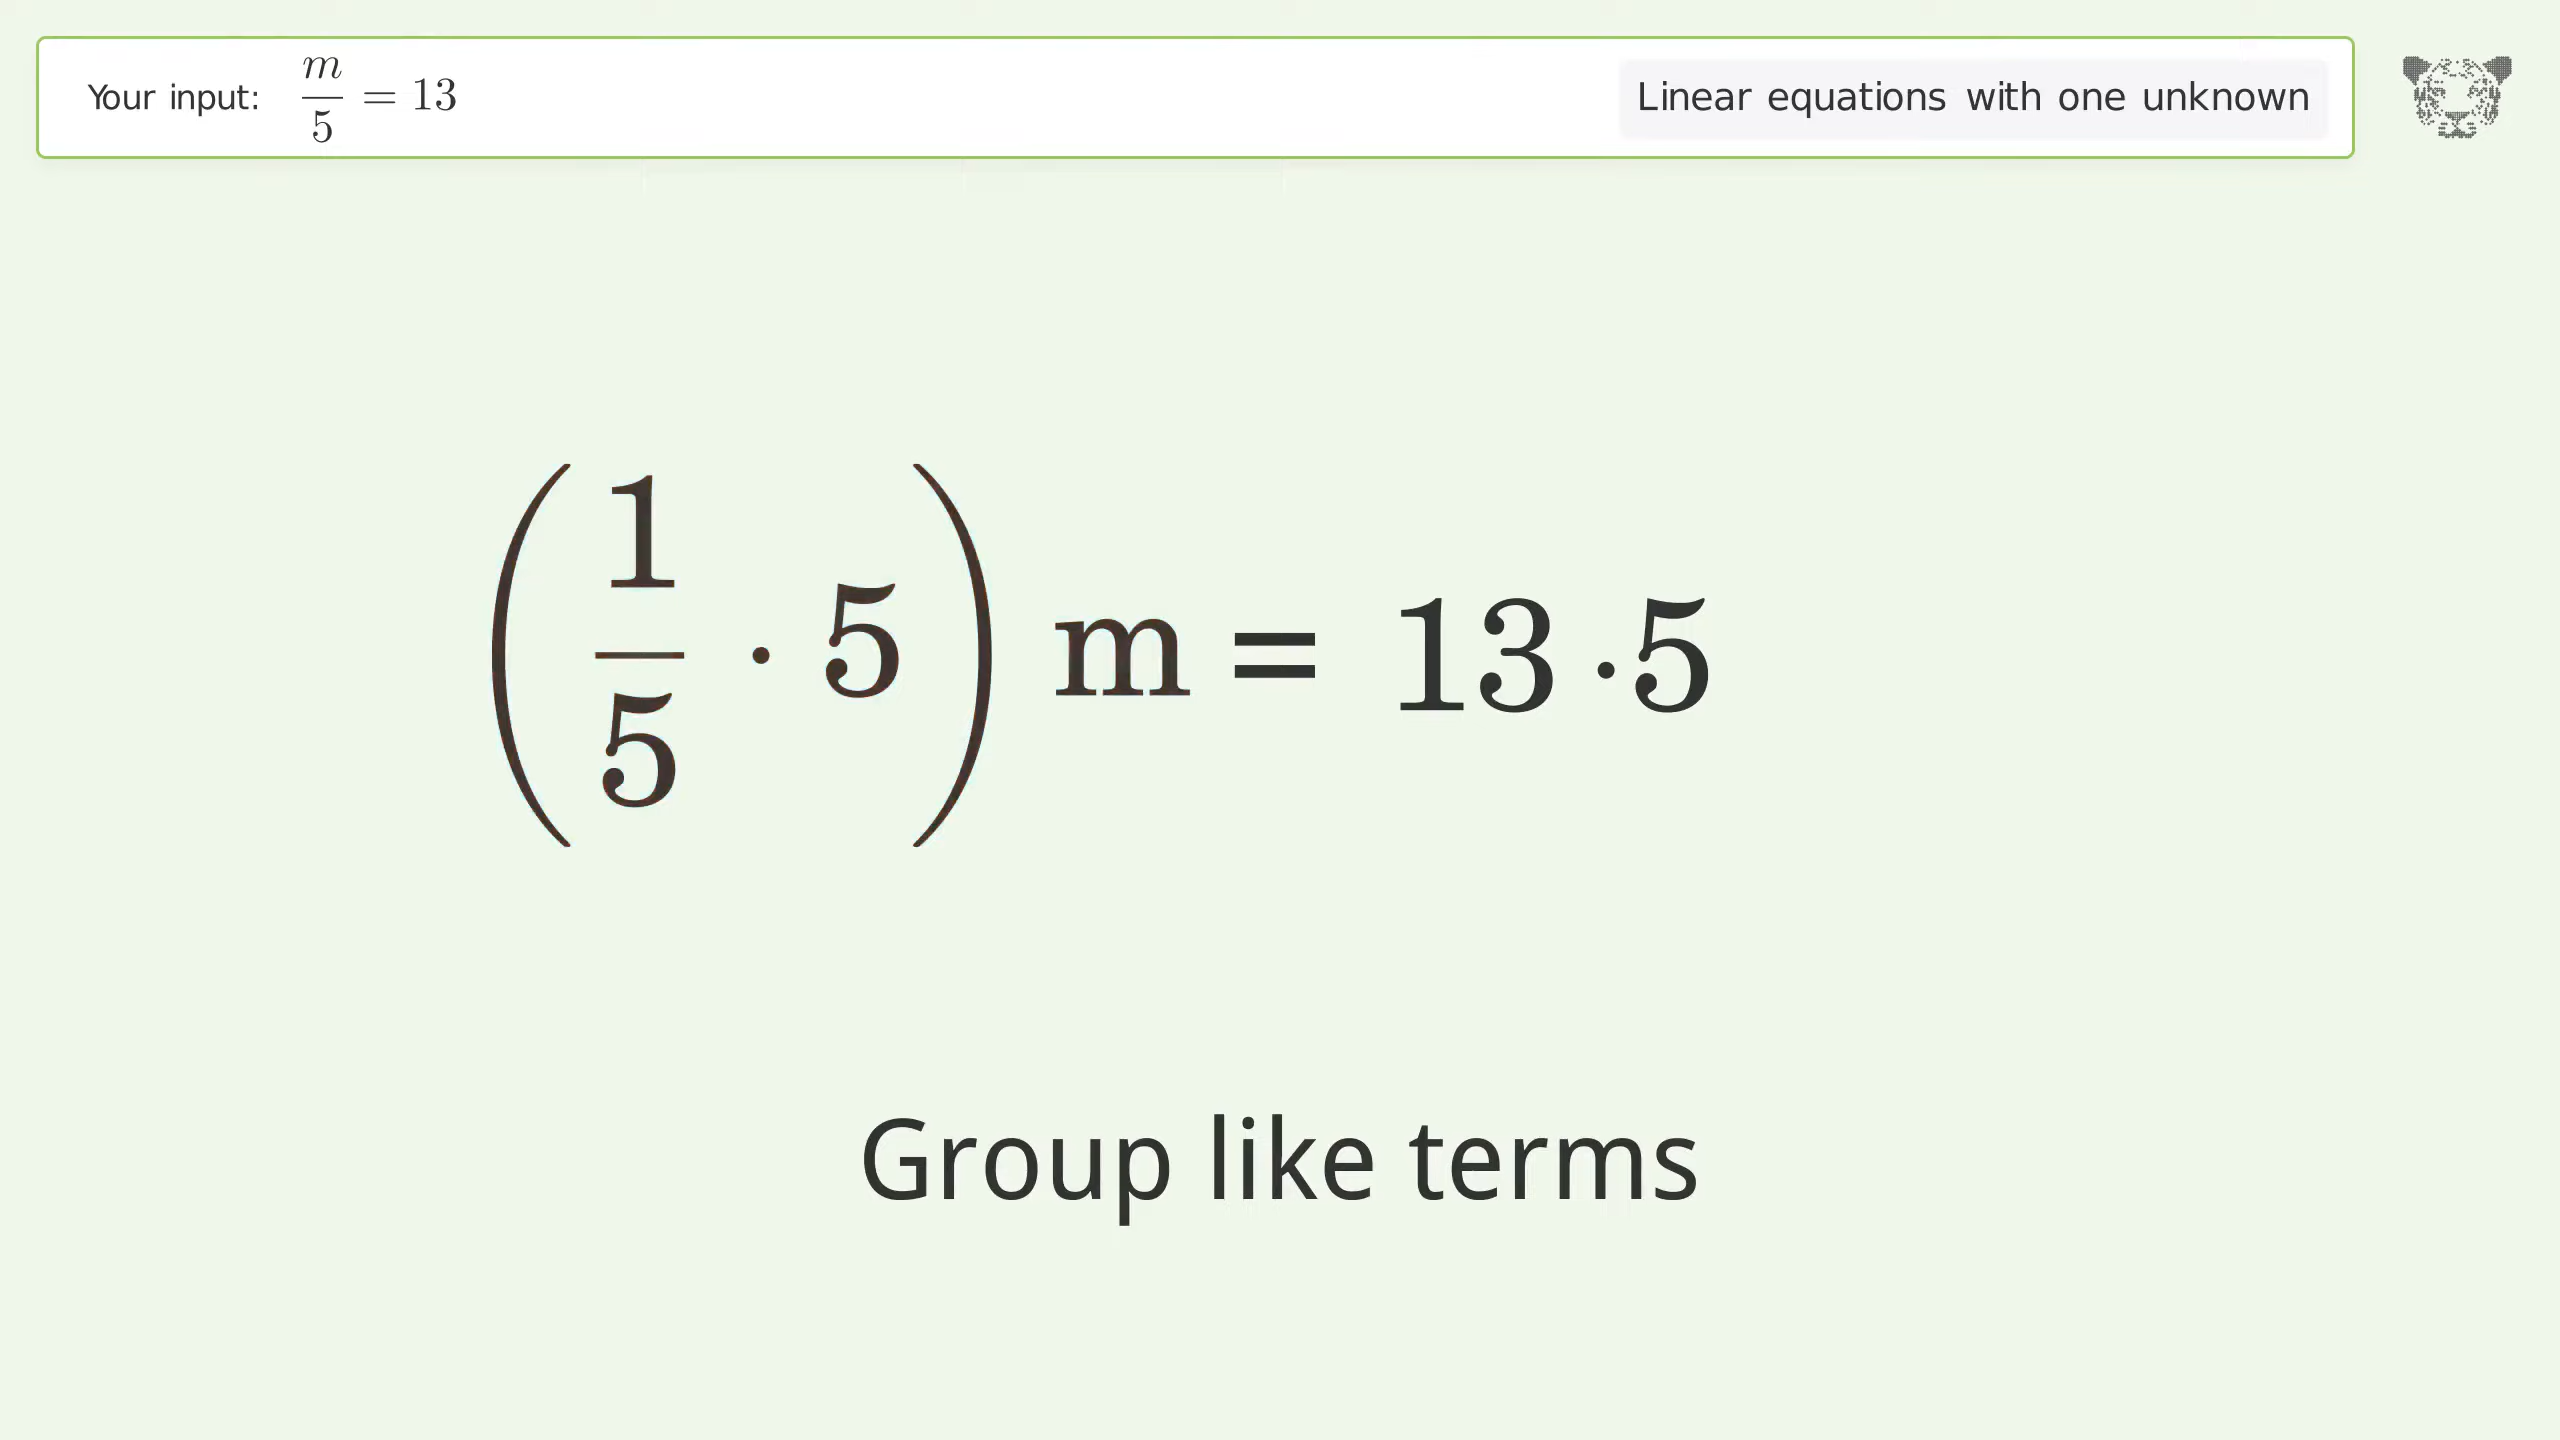 Your input: m/5 = 13
Linear equations with one unknown
(1/5 · 5) m = 13 · 5
Group like terms